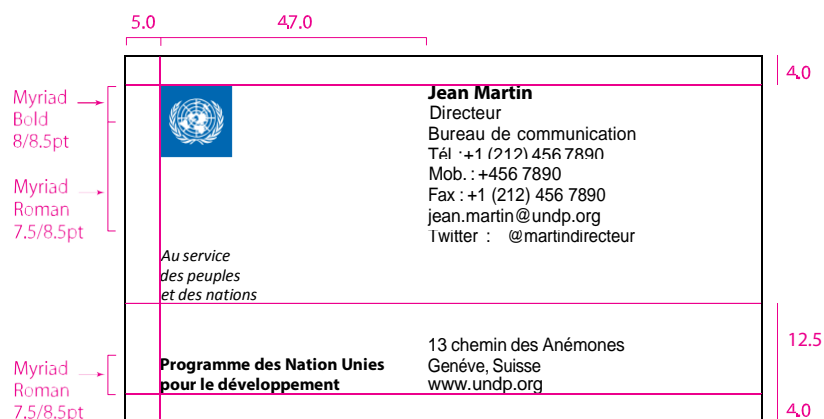 5.0
47.0
4.0
Myriad
Bold
8/8.5pt
Myriad
Roman
7.5/8.5pt
Jean Martin
Directeur
Bureau de communication
Tél. :+1 (212) 456 7890
Mob. : +456 7890
Fax : +1 (212) 456 7890
jean.martin@undp.org
Twitter : @martindirecteur
Au service
des peuples
et des nations
12.5
Myriad
Roman
7.5/8.5pt
Programme des Nation Unies
pour le développement
13 chemin des Anémones
Genéve, Suisse
www.undp.org
4.0